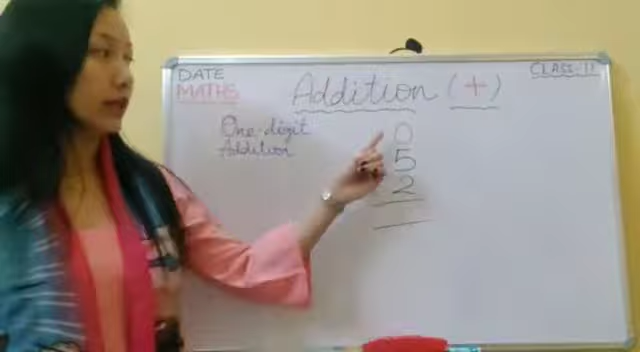 DATE
MATHS
Addition (+)
CLASS-II
One-digit
Addition
0
5
2